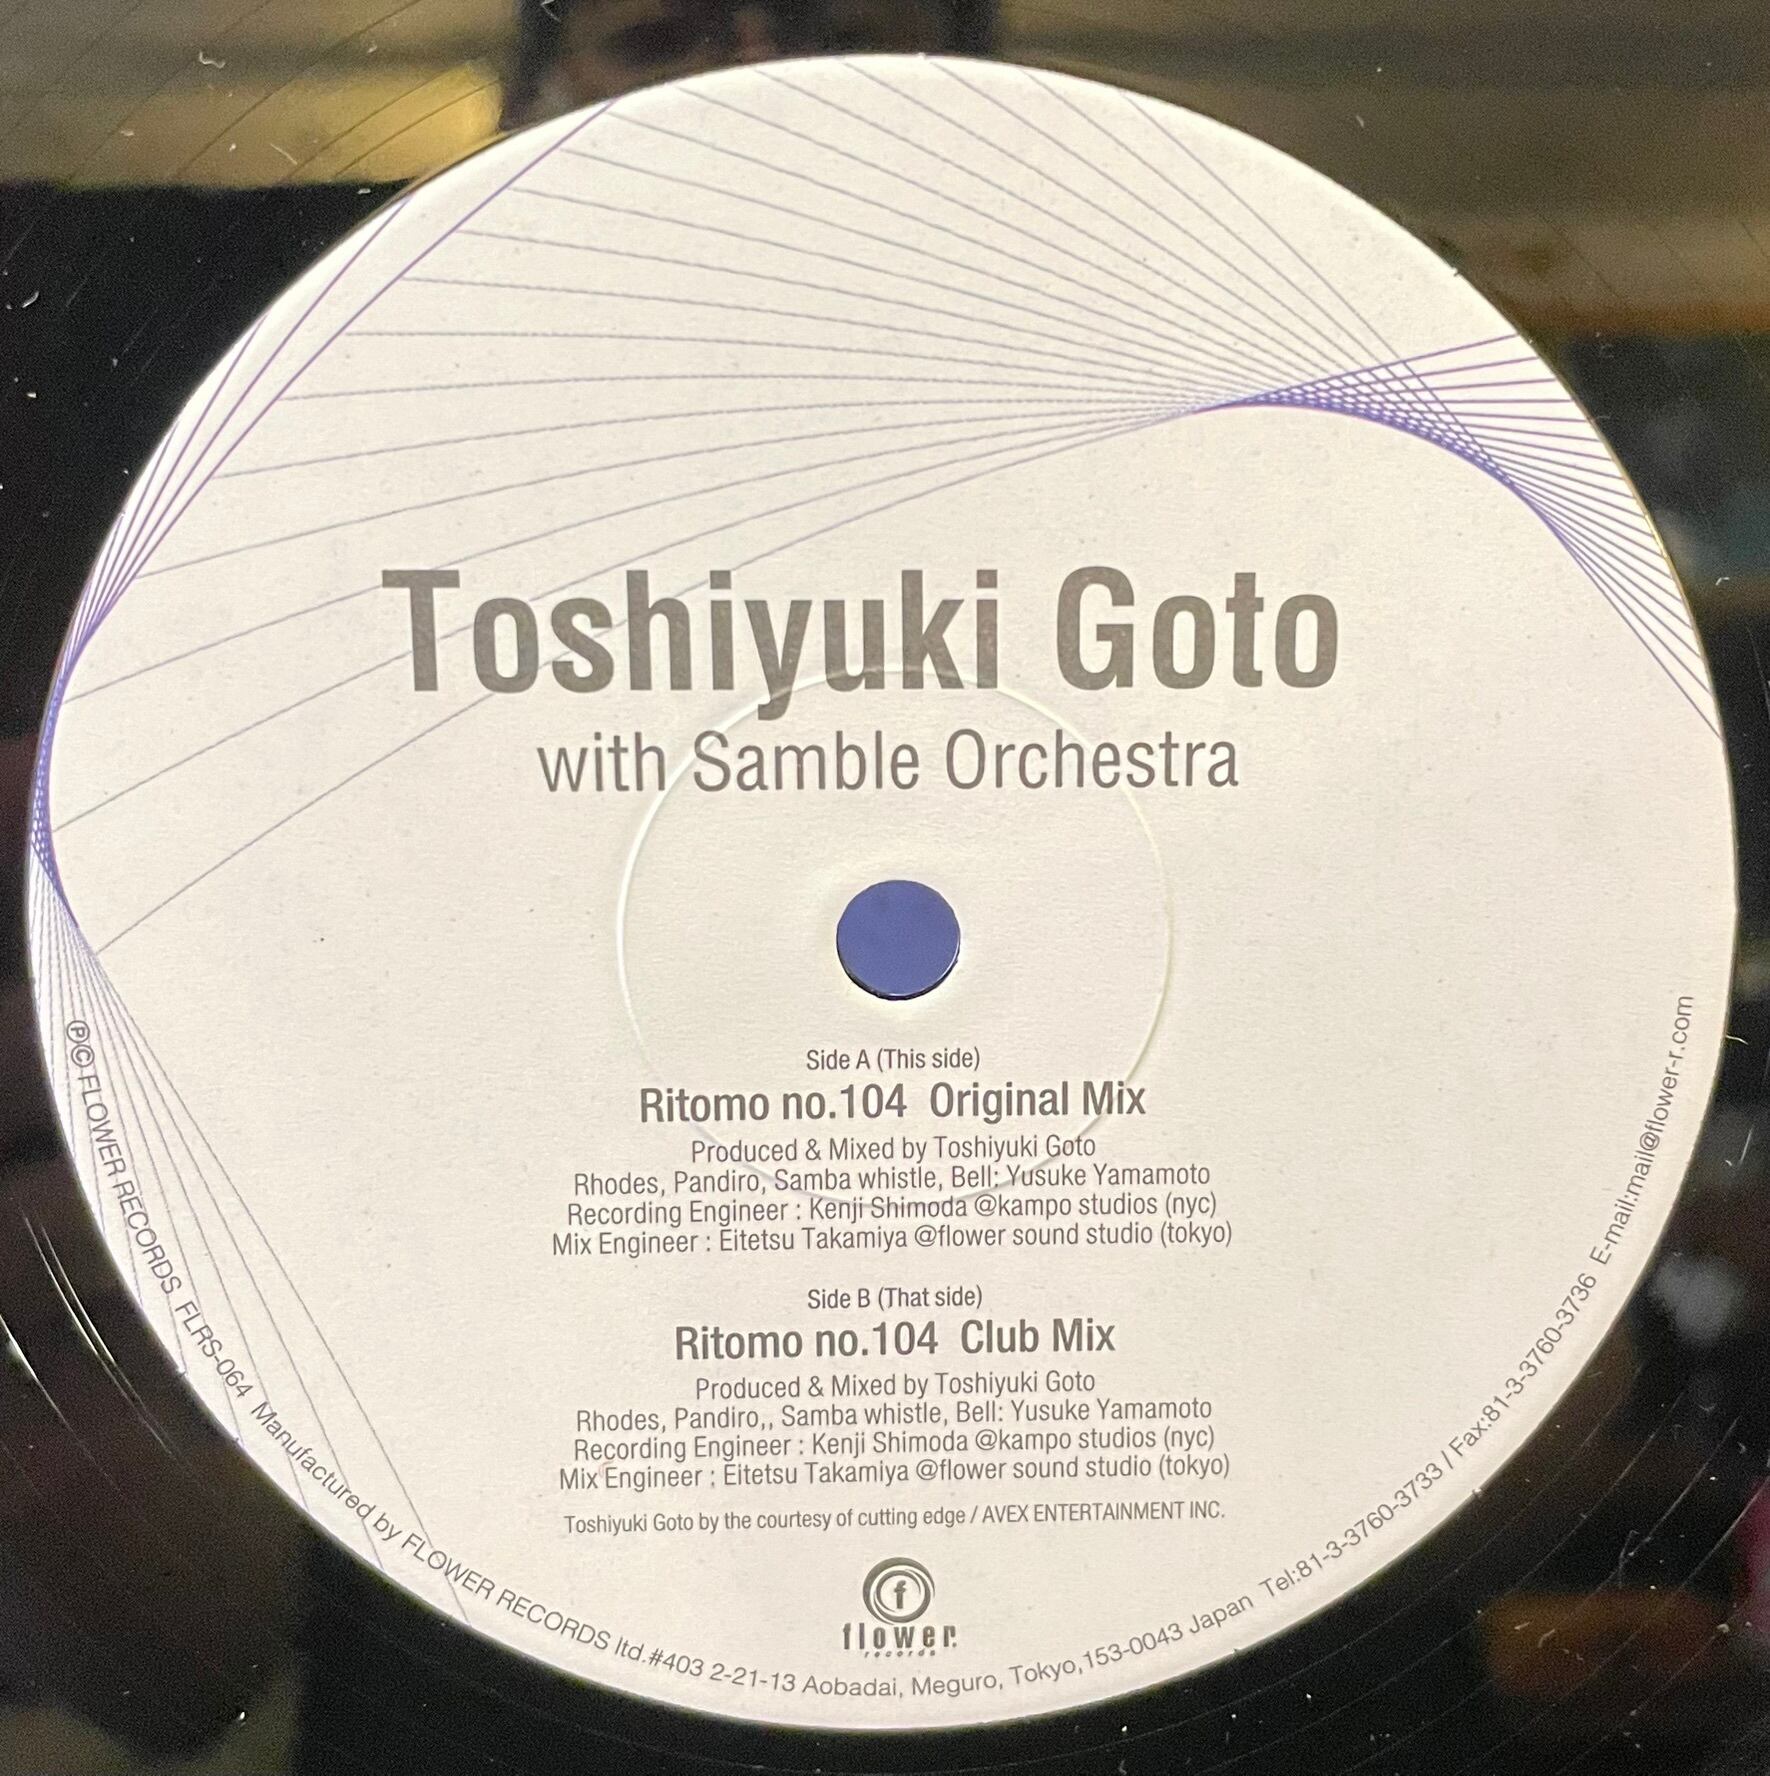 Toshiyuki Goto
with Samble Orchestra
Side A (This side)
Ritomo no.104 Original Mix
Produced & Mixed by Toshiyuki Goto
Rhodes, Pandiro, Samba whistle, Bell: Yusuke Yamamoto
Recording Engineer : Kenji Shimoda @kampo studios (nyc)
Mix Engineer : Eitetsu Takamiya @flower sound studio (tokyo)
Side B (That side)
Ritomo no.104 Club Mix
Produced & Mixed by Toshiyuki Goto
Rhodes, Pandiro,, Samba whistle, Bell: Yusuke Yamamoto
Recording Engineer : Kenji Shimoda @kampo studios (nyc)
Mix Engineer : Eitetsu Takamiya @flower sound studio (tokyo)
Toshiyuki Goto by the courtesy of cutting edge / AVEX ENTERTAINMENT INC.
f
flower
records
ⓅⒸFLOWER RECORDS FLRS-064 Manufactured by FLOWER RECORDS ltd.#403 2-21-13 Aobadai, Meguro, Tokyo,153-0043 Japan Tel:81-3-3760-3733 / Fax:81-3-3760-3736 E-mail:mail@flower-r.com